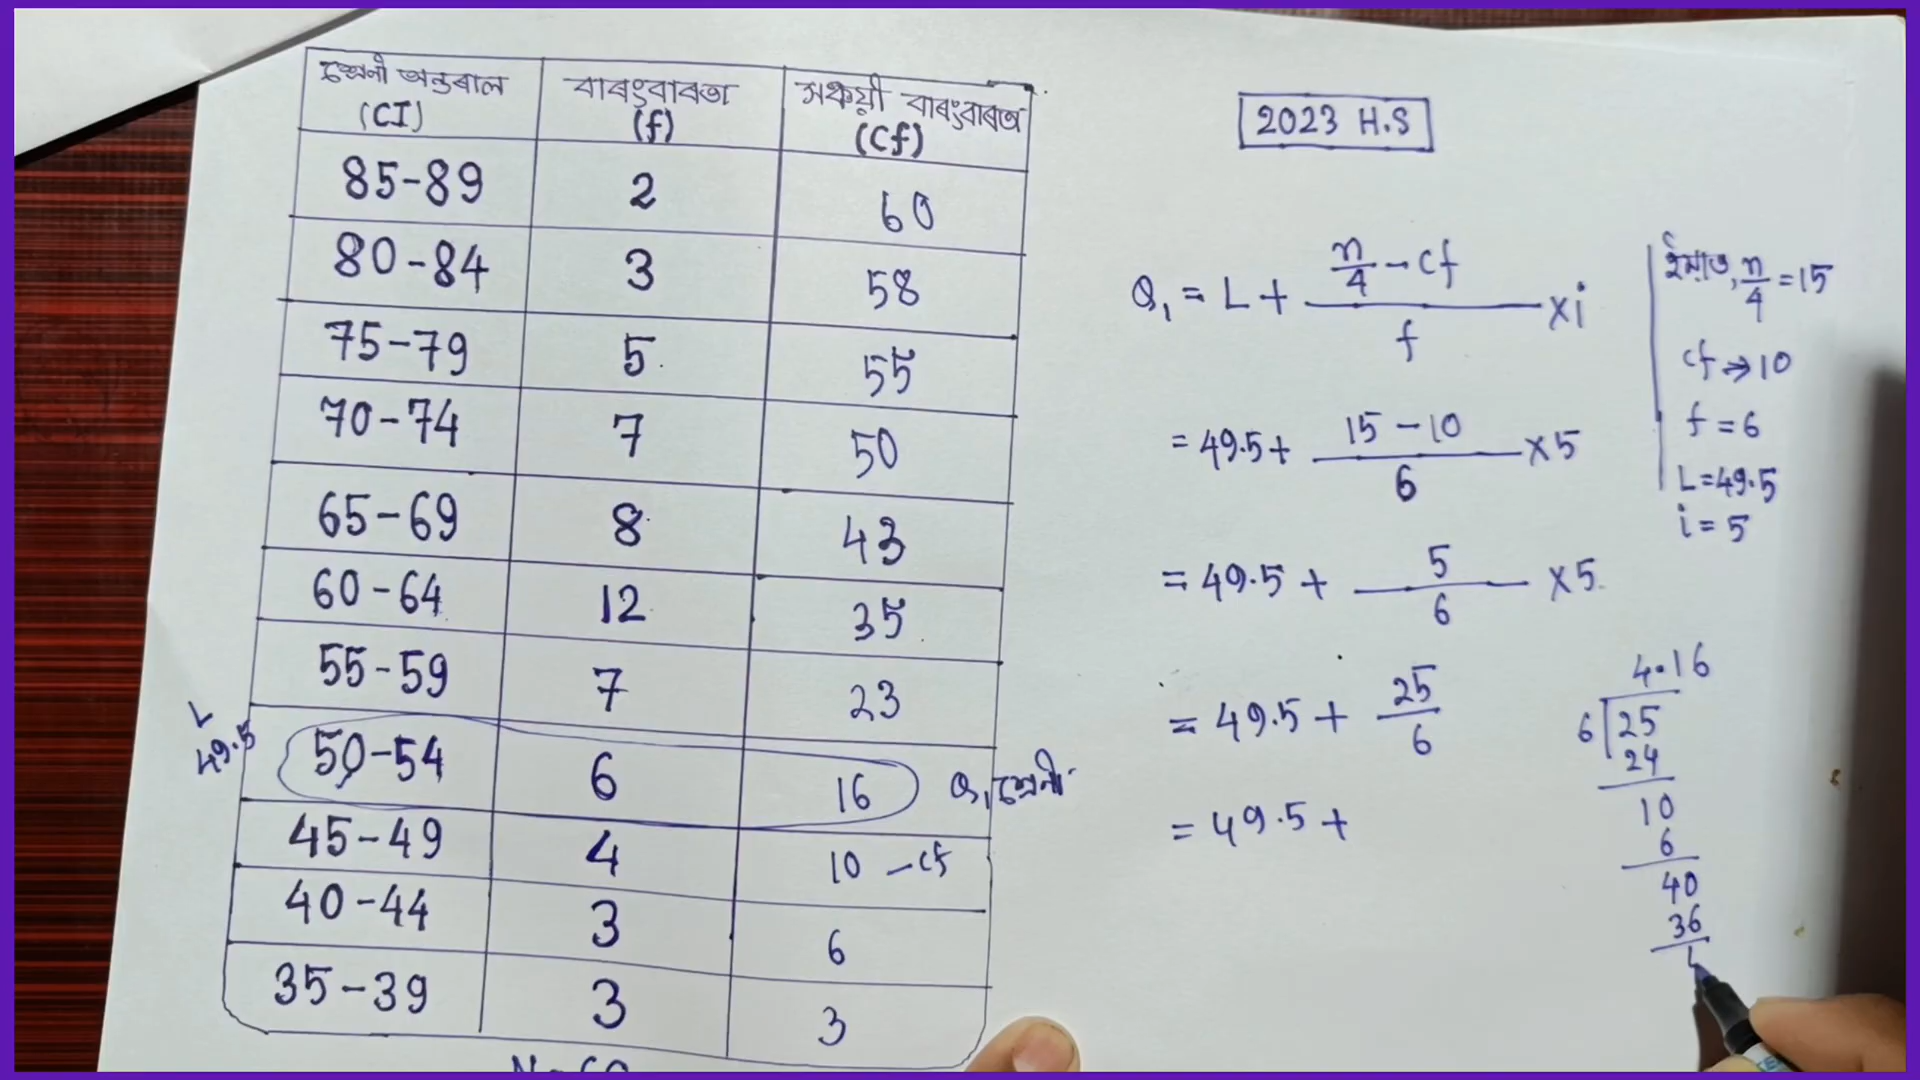 শ্ৰেণী অন্তৰাল (CI) বাৰংবাৰতা (f) সঞ্চয়ী বাৰংবাৰতা (Cf)
85-89 2 60
80-84 3 58
75-79 5 55
70-74 7 50
65-69 8 43
60-64 12 35
55-59 7 23
L 49.5
50-54 6 16 Q₁ শ্ৰেণী
45-49 4 10 - cf
40-44 3 6
35-39 3 3
2023 H.S
Q₁ = L + (n/4 - cf)/f × i
= 49.5 + (15 - 10)/6 × 5
= 49.5 + 5/6 × 5
= 49.5 + 25/6
= 49.5 +
ইয়াত, n/4 = 15
cf → 10
f = 6
L = 49.5
i = 5
4.16
6 25
24
10
6
40
36